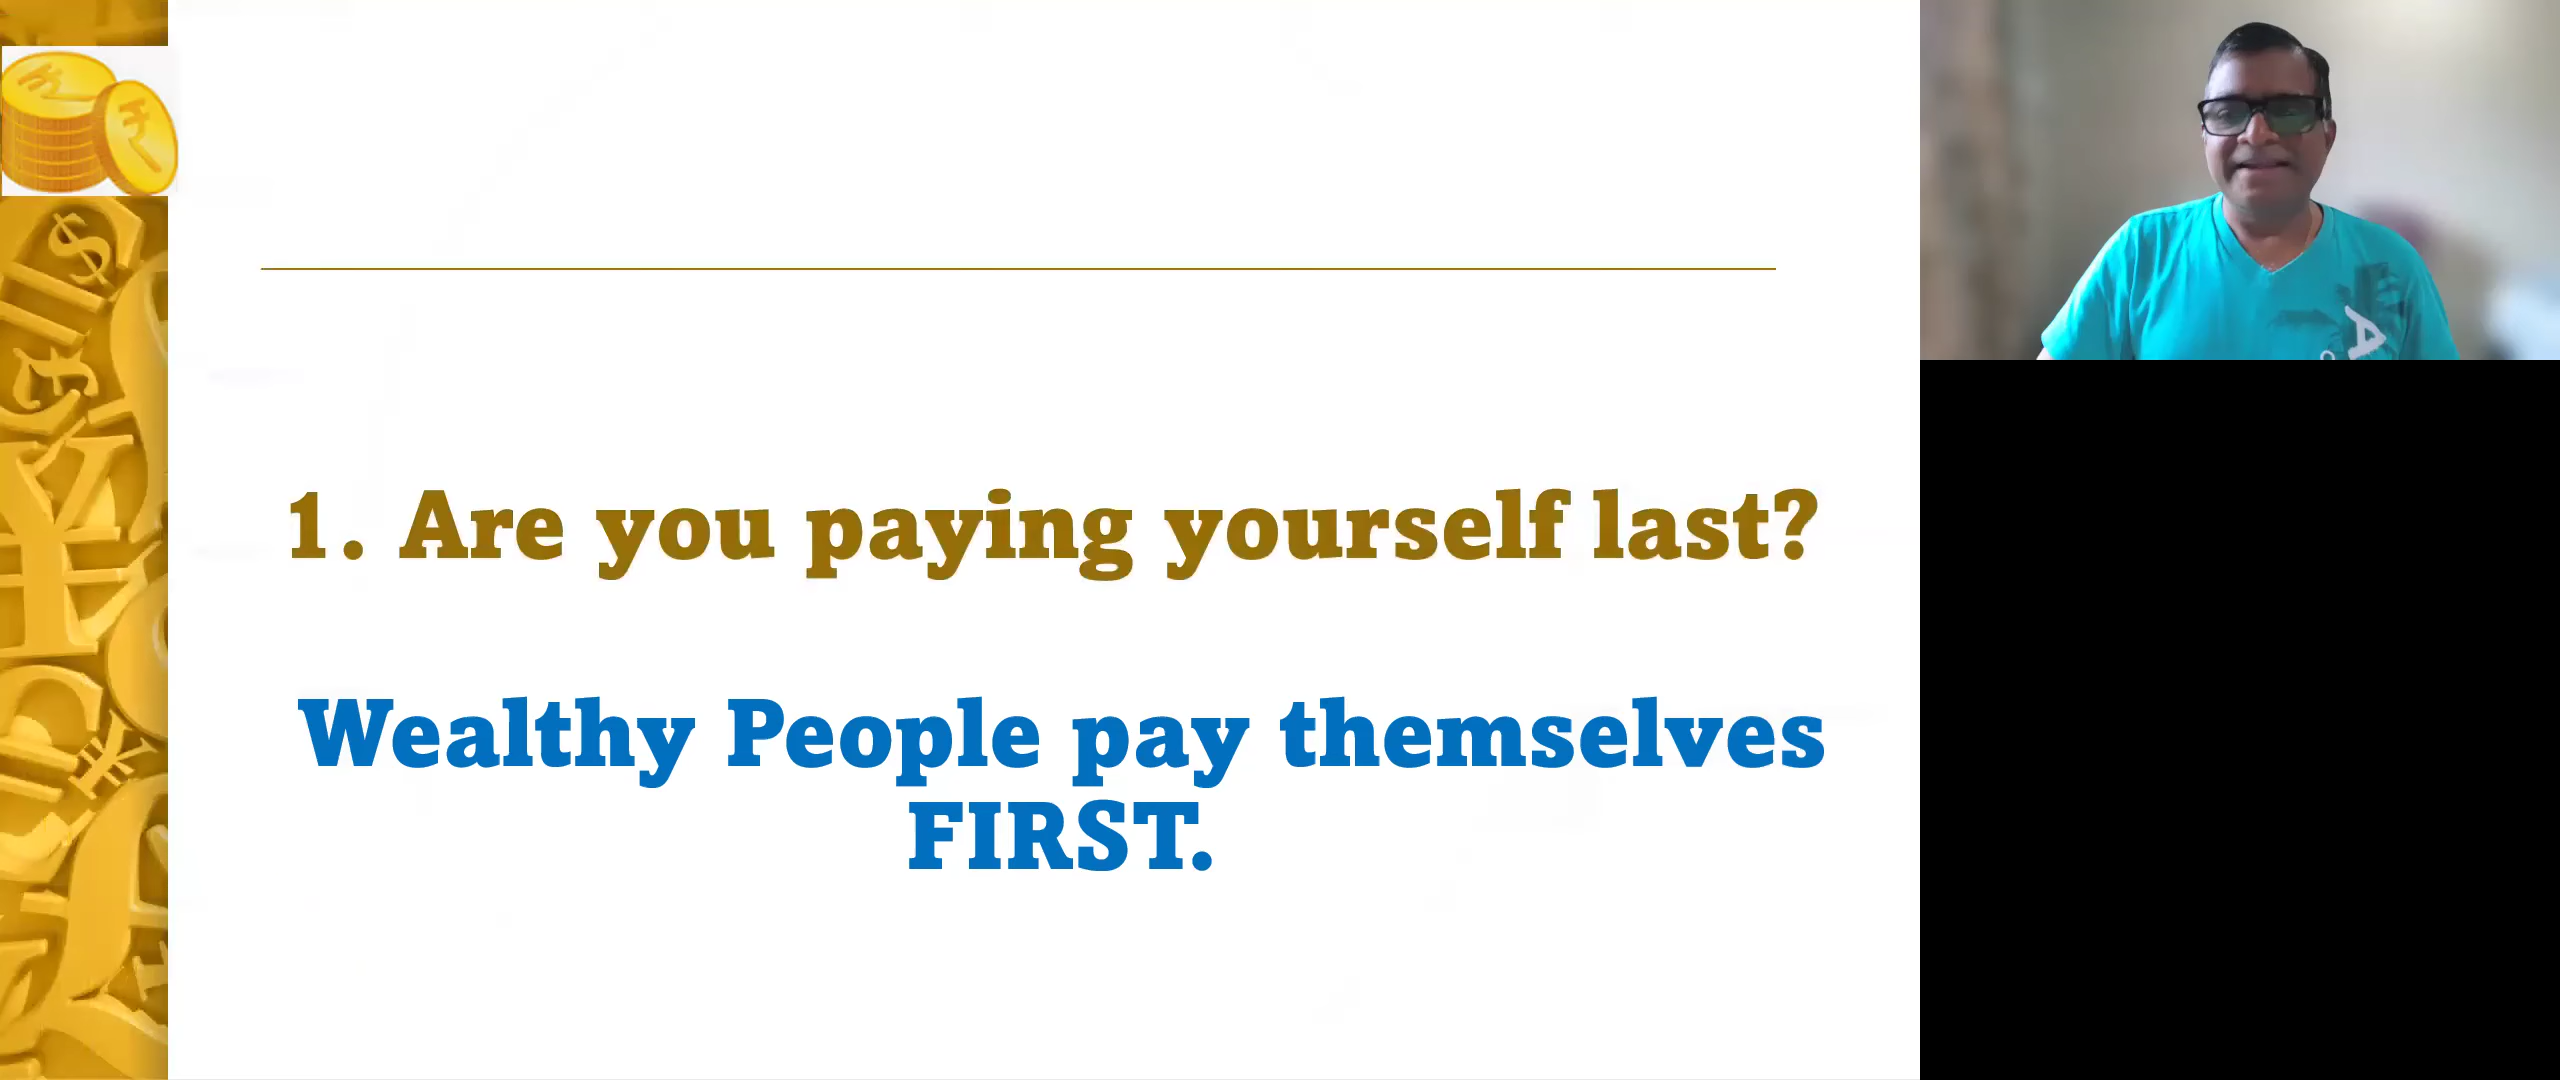 1. Are you paying yourself last?
Wealthy People pay themselves
FIRST.